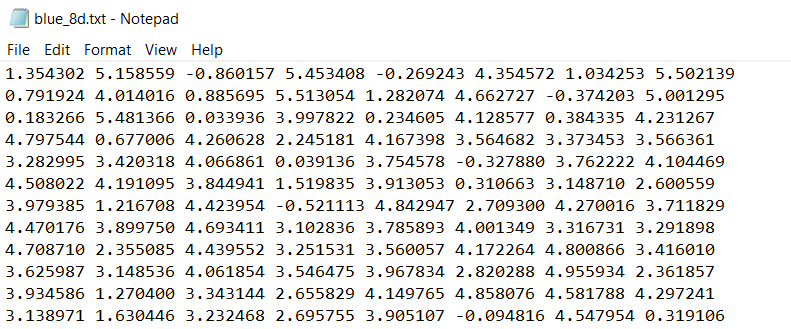 blue_8d.txt - Notepad
File Edit Format View Help
1.354302 5.158559 -0.860157 5.453408 -0.269243 4.354572 1.034253 5.502139
0.791924 4.014016 0.885695 5.513054 1.282074 4.662727 -0.374203 5.001295
0.183266 5.481366 0.033936 3.997822 0.234605 4.128577 0.384335 4.231267
4.797544 0.677006 4.260628 2.245181 4.167398 3.564682 3.373453 3.566361
3.282995 3.420318 4.066861 0.039136 3.754578 -0.327880 3.762222 4.104469
4.508022 4.191095 3.844941 1.519835 3.913053 0.310663 3.148710 2.600559
3.979385 1.216708 4.423954 -0.521113 4.842947 2.709300 4.270016 3.711829
4.470176 3.899750 4.693411 3.102836 3.785893 4.001349 3.316731 3.291898
4.708710 2.355085 4.439552 3.251531 3.560057 4.172264 4.800866 3.416010
3.625987 3.148536 4.061854 3.546475 3.967834 2.820288 4.955934 2.361857
3.934586 1.270400 3.343144 2.655829 4.149765 4.858076 4.581788 4.297241
3.138971 1.630446 3.232468 2.695755 3.905107 -0.094816 4.547954 0.319106